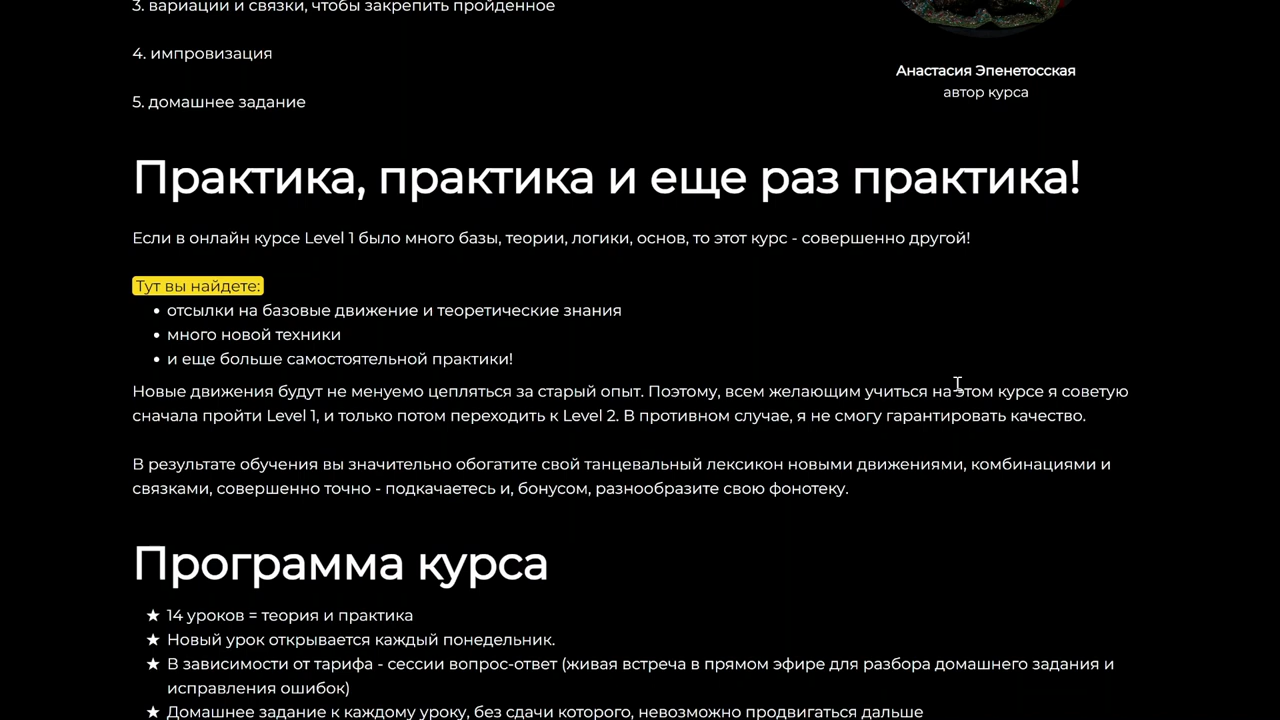 3. вариации и связки, чтобы закрепить пройденное
4. импровизация
5. домашнее задание
Анастасия Эпенетосская
автор курса
Практика, практика и еще раз практика!
Если в онлайн курсе Level 1 было много базы, теории, логики, основ, то этот курс - совершенно другой!
Тут вы найдете:
• отсылки на базовые движение и теоретические знания
• много новой техники
• и еще больше самостоятельной практики!
Новые движения будут не менуемо цепляться за старый опыт. Поэтому, всем желающим учиться на этом курсе я советую
сначала пройти Level 1, и только потом переходить к Level 2. В противном случае, я не смогу гарантировать качество.
В результате обучения вы значительно обогатите свой танцевальный лексикон новыми движениями, комбинациями и
связками, совершенно точно - подкачаетесь и, бонусом, разнообразите свою фонотеку.
Программа курса
★ 14 уроков = теория и практика
★ Новый урок открывается каждый понедельник.
★ В зависимости от тарифа - сессии вопрос-ответ (живая встреча в прямом эфире для разбора домашнего задания и
исправления ошибок)
★ Домашнее задание к каждому уроку, без сдачи которого, невозможно продвигаться дальше